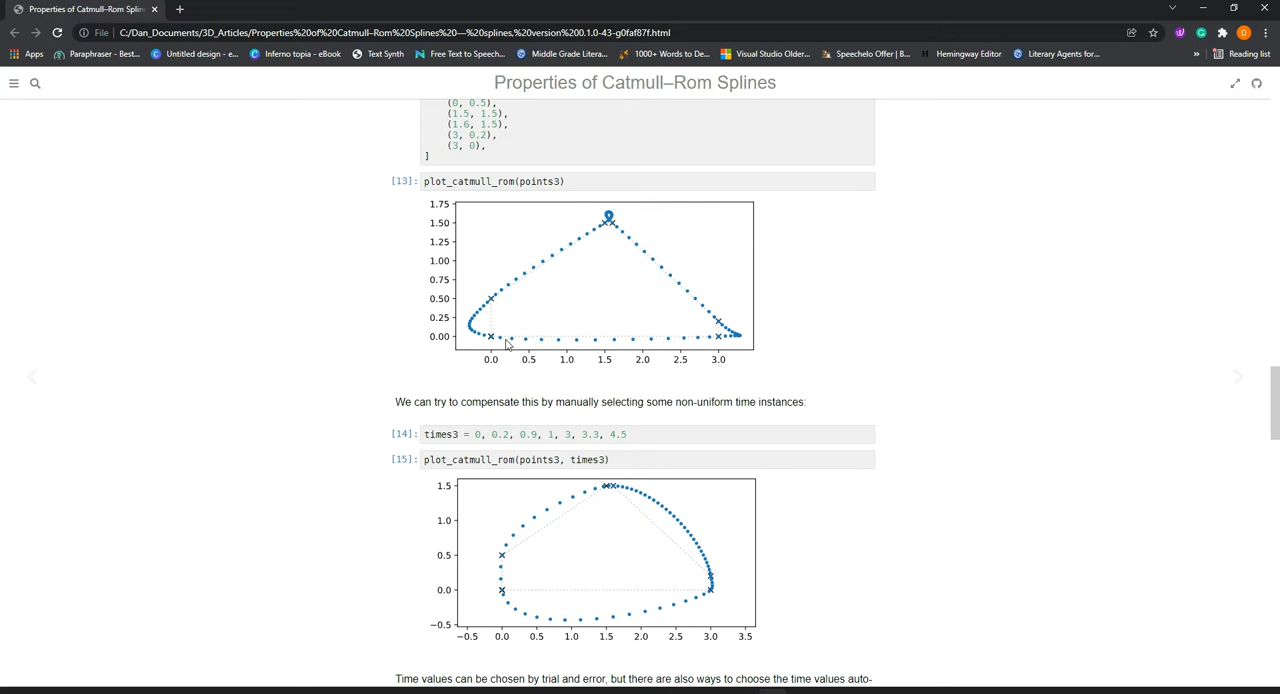 Properties of Catmull–Rom Splin
File C:/Dan_Documents/3D_Articles/Properties%20of%20Catmull–Rom%20Splines%20—%20splines,%20version%200.1.0-43-g0faf87f.html
Apps Paraphraser - Best... Untitled design - e... Inferno topia - eBook Text Synth Free Text to Speech... Middle Grade Litera... 1000+ Words to De... Visual Studio Older... Speechelo Offer | B... H Hemingway Editor Literary Agents for... » Reading list
Properties of Catmull–Rom Splines
(0, 0.5),
(1.5, 1.5),
(1.6, 1.5),
(3, 0.2),
(3, 0),
]
[13]: plot_catmull_rom(points3)
1.75
1.50
1.25
1.00
0.75
0.50
0.25
0.00
0.0 0.5 1.0 1.5 2.0 2.5 3.0
We can try to compensate this by manually selecting some non-uniform time instances:
[14]: times3 = 0, 0.2, 0.9, 1, 3, 3.3, 4.5
[15]: plot_catmull_rom(points3, times3)
1.5
1.0
0.5
0.0
−0.5
−0.5 0.0 0.5 1.0 1.5 2.0 2.5 3.0 3.5
Time values can be chosen by trial and error, but there are also ways to choose the time values auto-